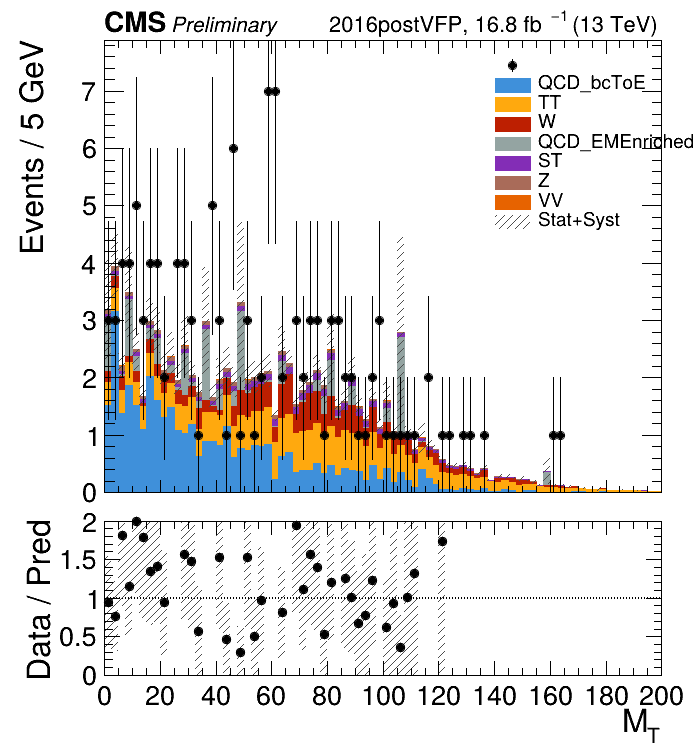 CMS Preliminary 2016postVFP, 16.8 fb⁻¹ (13 TeV)
Events / 5 GeV
7
6
5
4
3
2
1
0
QCD_bcToE
TT
W
QCD_EMEnriched
ST
Z
VV
Stat+Syst
Data / Pred
2
1.5
1
0.5
0
0 20 40 60 80 100 120 140 160 180 200
M_T